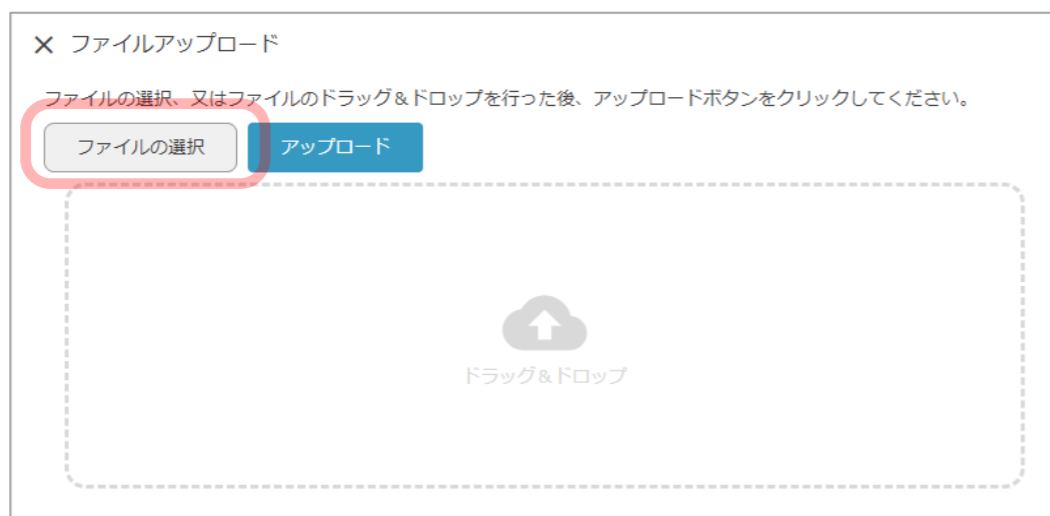 ✕ ファイルアップロード
ファイルの選択、又はファイルのドラッグ&ドロップを行った後、アップロードボタンをクリックしてください。
ファイルの選択 アップロード
ドラッグ&ドロップ